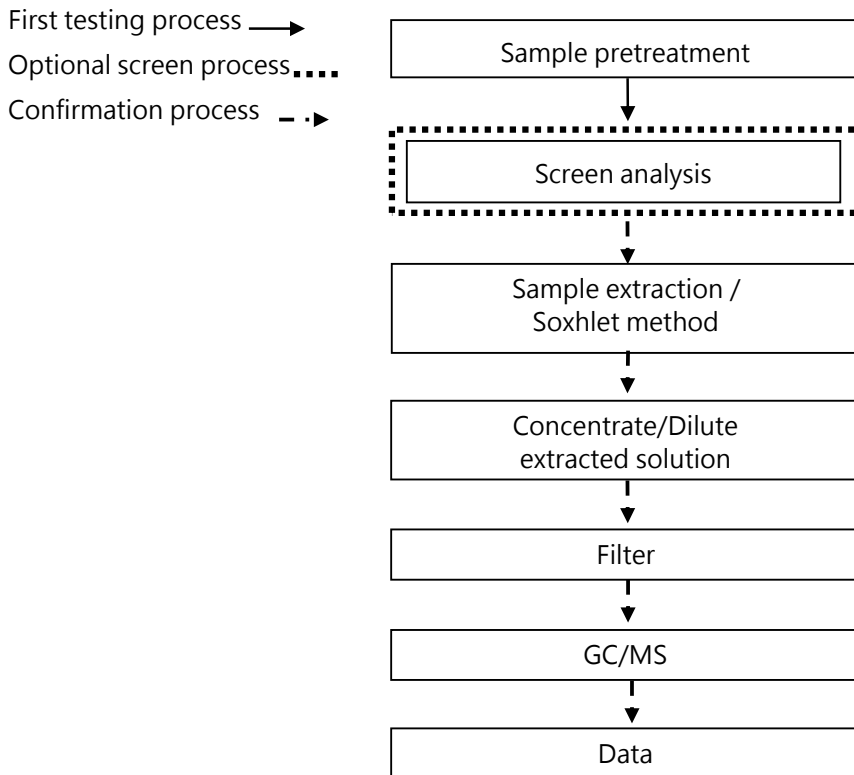 First testing process
Optional screen process
Confirmation process
Sample pretreatment
Screen analysis
Sample extraction /
Soxhlet method
Concentrate/Dilute
extracted solution
Filter
GC/MS
Data